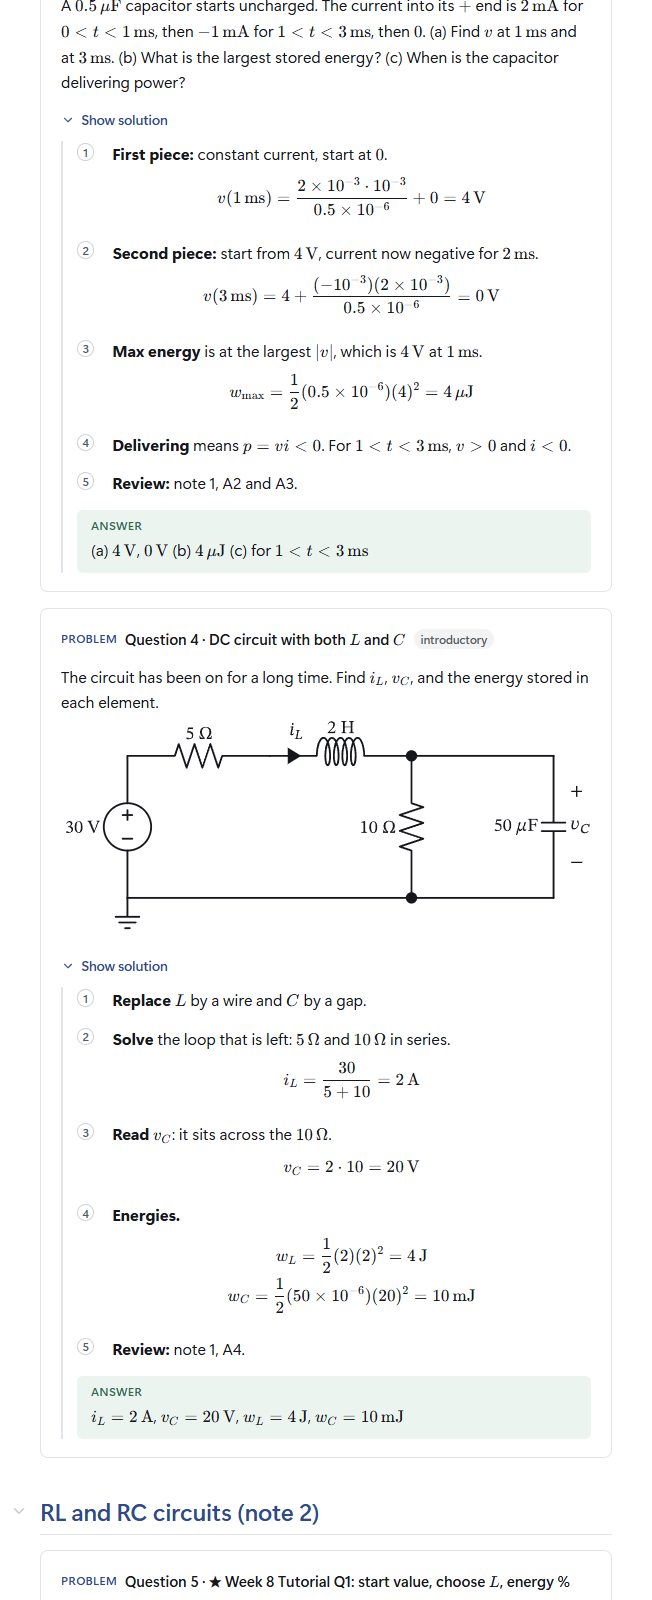 A 0.5 μF capacitor starts uncharged. The current into its + end is 2 mA for
0 < t < 1 ms, then −1 mA for 1 < t < 3 ms, then 0. (a) Find v at 1 ms and
at 3 ms. (b) What is the largest stored energy? (c) When is the capacitor
delivering power?
Show solution
1 First piece: constant current, start at 0.
v(1 ms) = (2 × 10⁻³ · 10⁻³)/(0.5 × 10⁻⁶) + 0 = 4 V
2 Second piece: start from 4 V, current now negative for 2 ms.
v(3 ms) = 4 + ((−10⁻³)(2 × 10⁻³))/(0.5 × 10⁻⁶) = 0 V
3 Max energy is at the largest |v|, which is 4 V at 1 ms.
w_max = 1/2 (0.5 × 10⁻⁶)(4)² = 4 μJ
4 Delivering means p = vi < 0. For 1 < t < 3 ms, v > 0 and i < 0.
5 Review: note 1, A2 and A3.
ANSWER
(a) 4 V, 0 V (b) 4 μJ (c) for 1 < t < 3 ms
PROBLEM Question 4 · DC circuit with both L and C introductory
The circuit has been on for a long time. Find i_L, v_C, and the energy stored in
each element.
5 Ω i_L 2 H
30 V + − 10 Ω 50 μF + v_C −
Show solution
1 Replace L by a wire and C by a gap.
2 Solve the loop that is left: 5 Ω and 10 Ω in series.
i_L = 30/(5 + 10) = 2 A
3 Read v_C: it sits across the 10 Ω.
v_C = 2 · 10 = 20 V
4 Energies.
w_L = 1/2 (2)(2)² = 4 J
w_C = 1/2 (50 × 10⁻⁶)(20)² = 10 mJ
5 Review: note 1, A4.
ANSWER
i_L = 2 A, v_C = 20 V, w_L = 4 J, w_C = 10 mJ
RL and RC circuits (note 2)
PROBLEM Question 5 · ★ Week 8 Tutorial Q1: start value, choose L, energy %